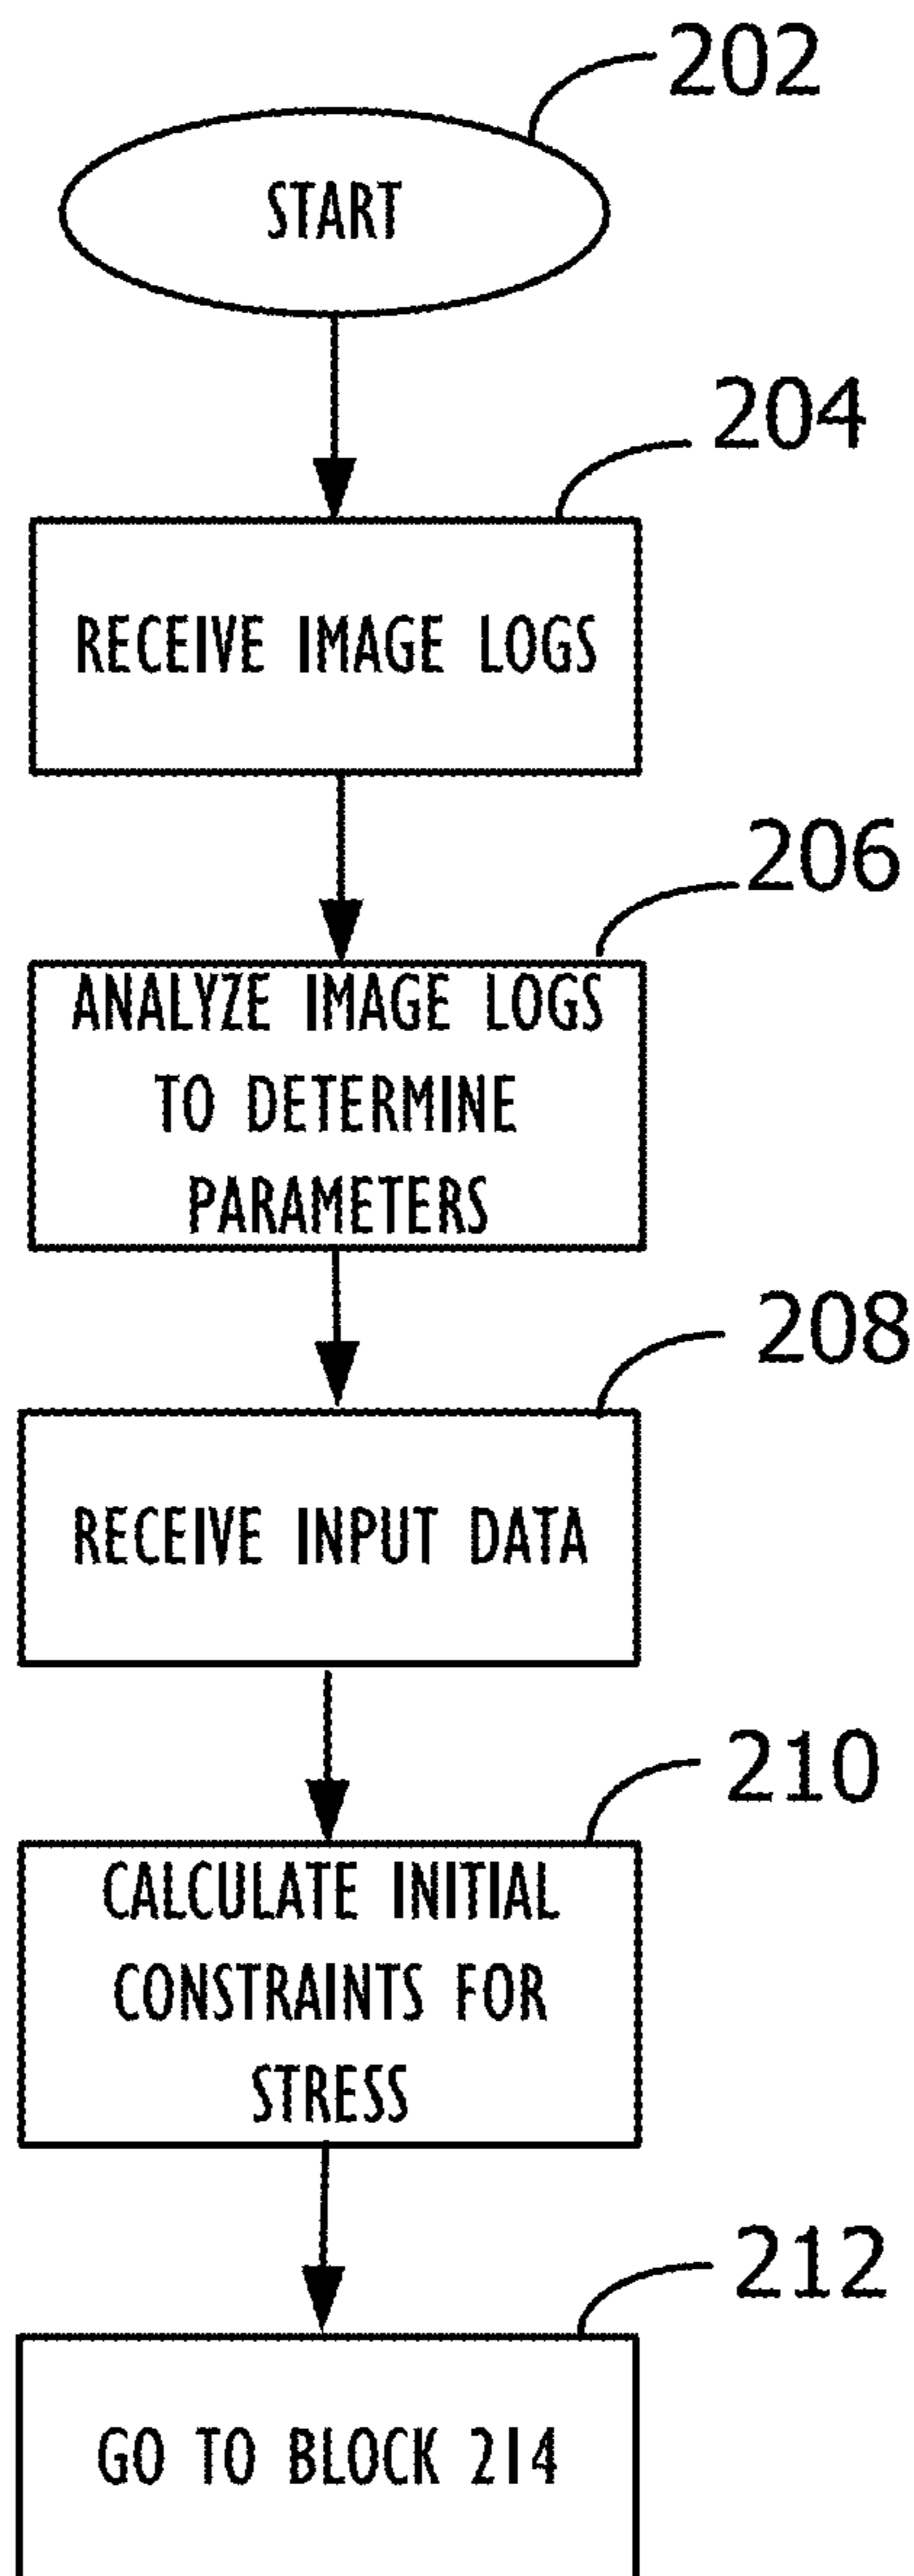 202
START
204
RECEIVE IMAGE LOGS
206
ANALYZE IMAGE LOGS
TO DETERMINE
PARAMETERS
208
RECEIVE INPUT DATA
210
CALCULATE INITIAL
CONSTRAINTS FOR
STRESS
212
GO TO BLOCK 214